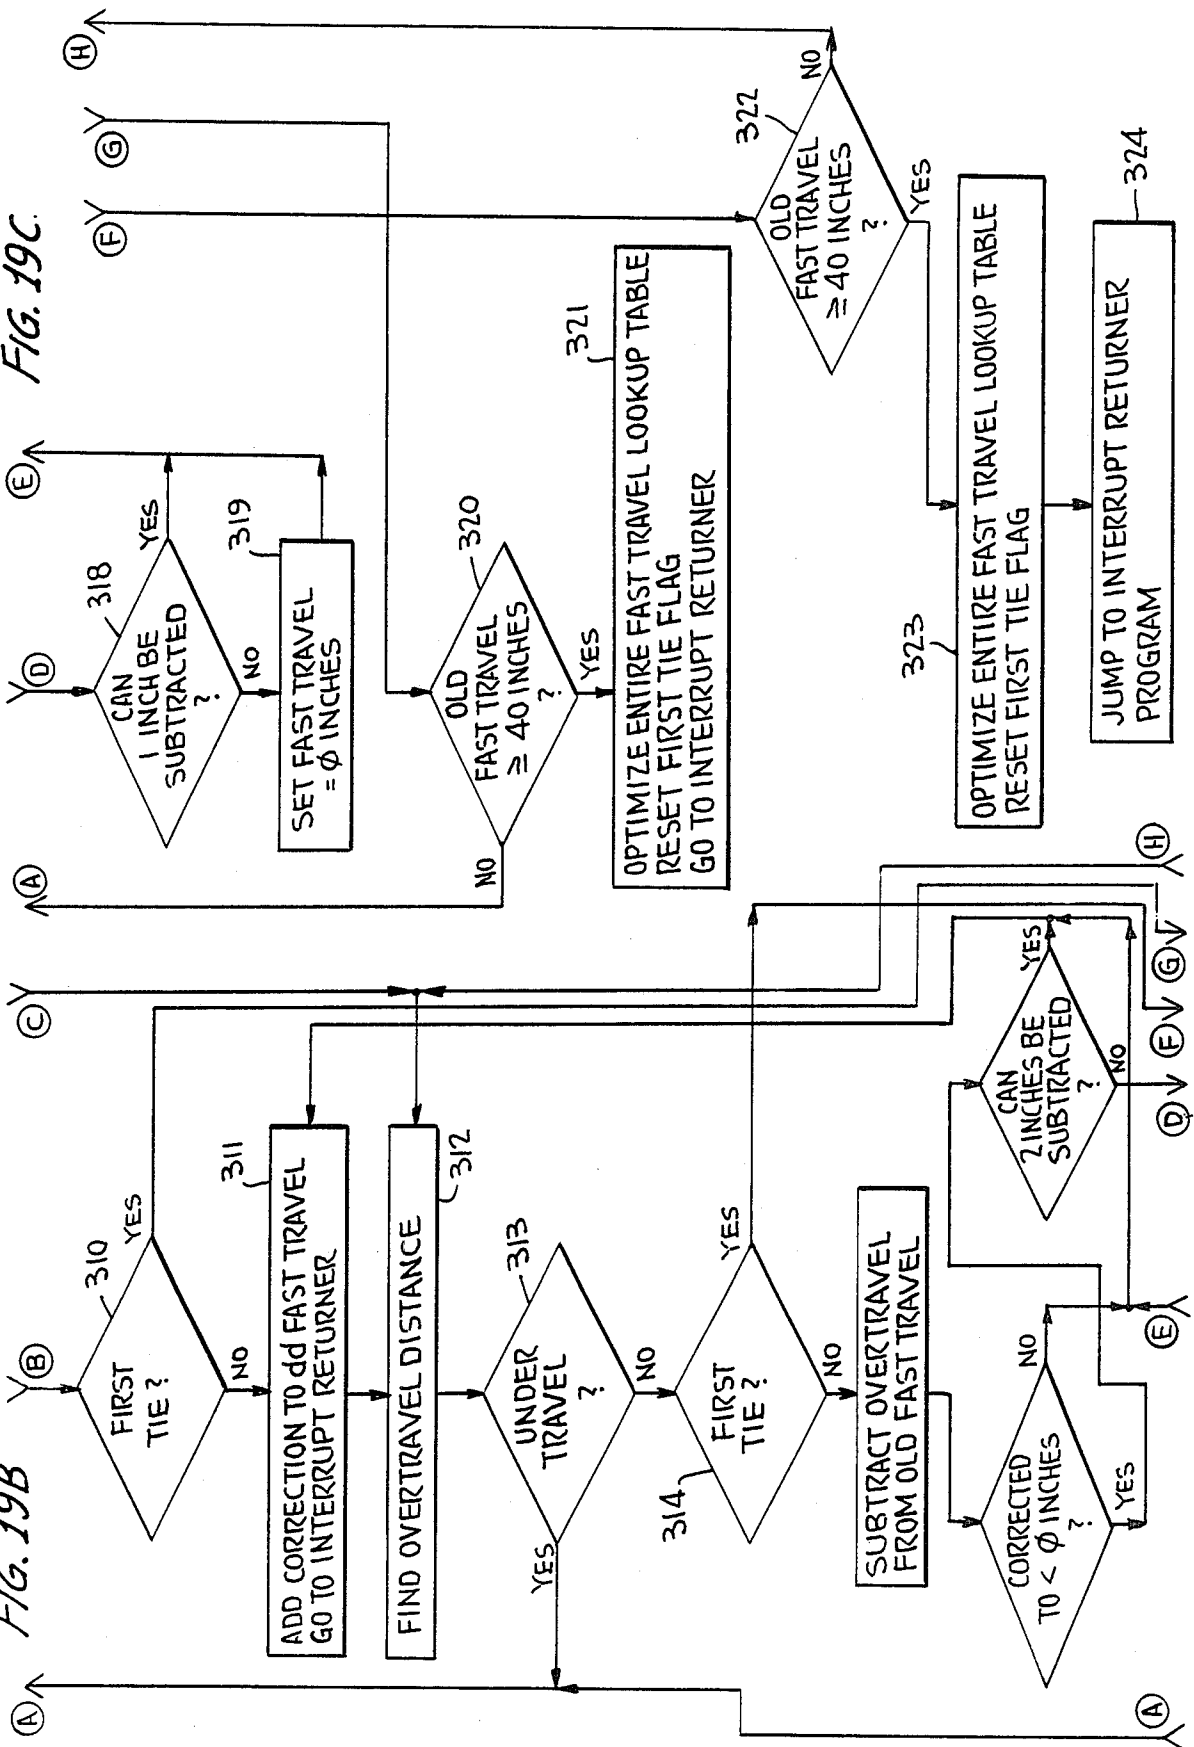 FIG. 19B
A
B
C
310
FIRST
TIE ?
YES
NO
311
ADD CORRECTION TO dd FAST TRAVEL
GO TO INTERRUPT RETURNER
312
FIND OVERTRAVEL DISTANCE
313
UNDER
TRAVEL
?
YES
NO
314
FIRST
TIE ?
YES
NO
SUBTRACT OVERTRAVEL
FROM OLD FAST TRAVEL
CORRECTED
TO < Ø INCHES
?
NO
YES
CAN
2 INCHES BE
SUBTRACTED
?
YES
NO
A
E
D
F
G
H
FIG. 19C.
A
D
E
F
G
H
318
CAN
1 INCH BE
SUBTRACTED
?
YES
NO
319
SET FAST TRAVEL
= Ø INCHES
320
OLD
FAST TRAVEL
≥ 40 INCHES
?
NO
YES
321
OPTIMIZE ENTIRE FAST TRAVEL LOOKUP TABLE
RESET FIRST TIE FLAG
GO TO INTERRUPT RETURNER
322
OLD
FAST TRAVEL
≥ 40 INCHES
?
NO
YES
323
OPTIMIZE ENTIRE FAST TRAVEL LOOKUP TABLE
RESET FIRST TIE FLAG
324
JUMP TO INTERRUPT RETURNER
PROGRAM